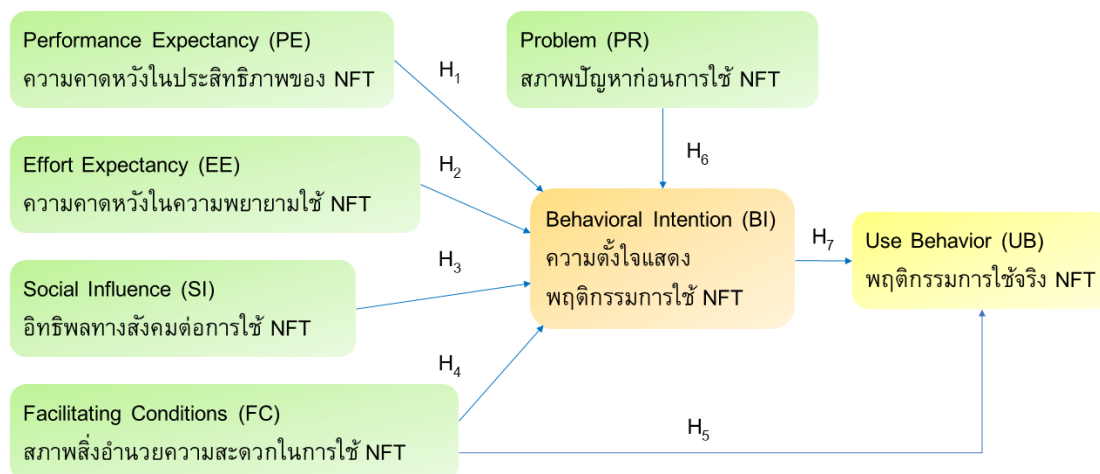 Performance Expectancy (PE)
ความคาดหวังในประสิทธิภาพของ NFT
H1
Problem (PR)
สภาพปัญหาก่อนการใช้ NFT
Effort Expectancy (EE)
ความคาดหวังในความพยายามใช้ NFT
H2
H6
Behavioral Intention (BI)
ความตั้งใจแสดง
พฤติกรรมการใช้ NFT
H7
Use Behavior (UB)
พฤติกรรมการใช้จริง NFT
Social Influence (SI)
อิทธิพลทางสังคมต่อการใช้ NFT
H3
H4
Facilitating Conditions (FC)
สภาพสิ่งอำนวยความสะดวกในการใช้ NFT
H5